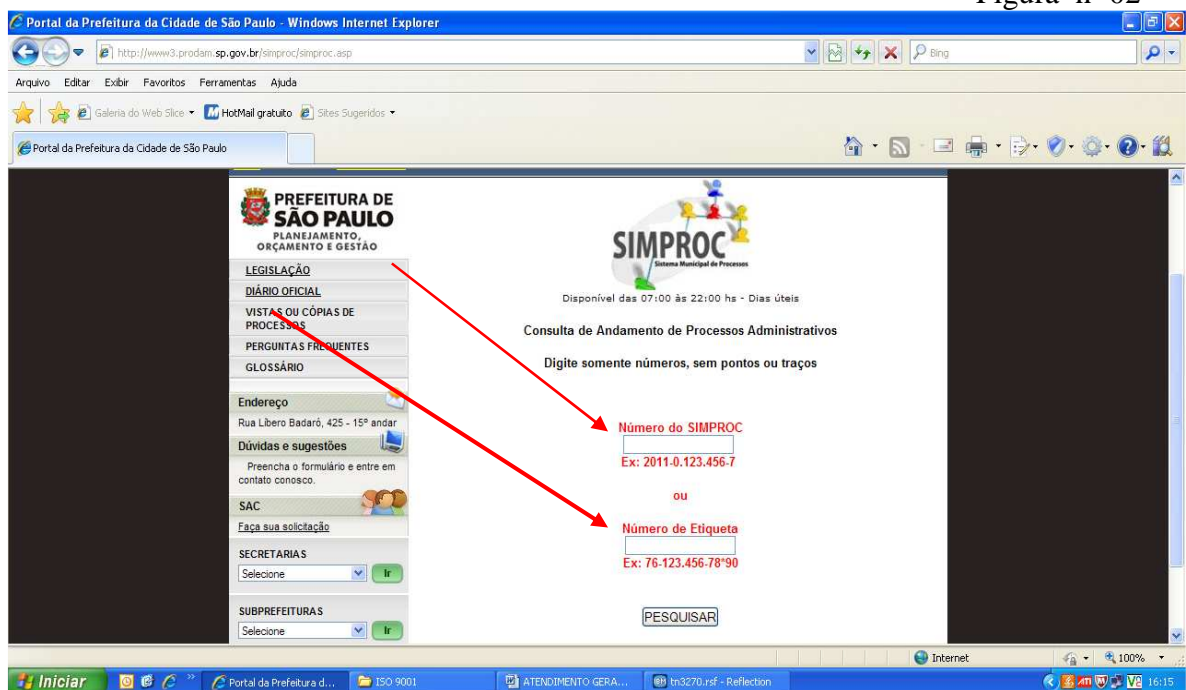 Figura nº 02
Portal da Prefeitura da Cidade de São Paulo - Windows Internet Explorer
http://www3.prodam.sp.gov.br/simproc/simproc.asp
Bing
Arquivo Editar Exibir Favoritos Ferramentas Ajuda
Galeria do Web Slice HotMail gratuito Sites Sugeridos
Portal da Prefeitura da Cidade de São Paulo
PREFEITURA DE
SÃO PAULO
PLANEJAMENTO,
ORÇAMENTO E GESTÃO
LEGISLAÇÃO
DIÁRIO OFICIAL
VISTAS OU CÓPIAS DE
PROCESSOS
PERGUNTAS FREQUENTES
GLOSSÁRIO
Endereço
Rua Líbero Badaró, 425 - 15º andar
Dúvidas e sugestões
Preencha o formulário e entre em
contato conosco.
SAC
Faça sua solicitação
SECRETARIAS
Selecione Ir
SUBPREFEITURAS
Selecione Ir
SIMPROC
Sistema Municipal de Processos
Disponível das 07:00 às 22:00 hs - Dias úteis
Consulta de Andamento de Processos Administrativos
Digite somente números, sem pontos ou traços
Número do SIMPROC
Ex: 2011-0.123.456-7
ou
Número de Etiqueta
Ex: 76-123.456-78*90
PESQUISAR
Internet 100%
Iniciar Portal da Prefeitura d... ISO 9001 ATENDIMENTO GERA... tn3270.rsf - Reflection 16:15